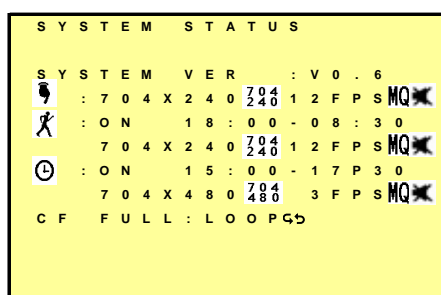 SYSTEM STATUS
SYSTEM VER : V0.6
: 704X240 704 240 12FPS MQ
: ON 18:00-08:30
704X240 704 240 12FPS MQ
: ON 15:00-17P30
704X480 704 480 3FPS MQ
CF FULL:LOOP